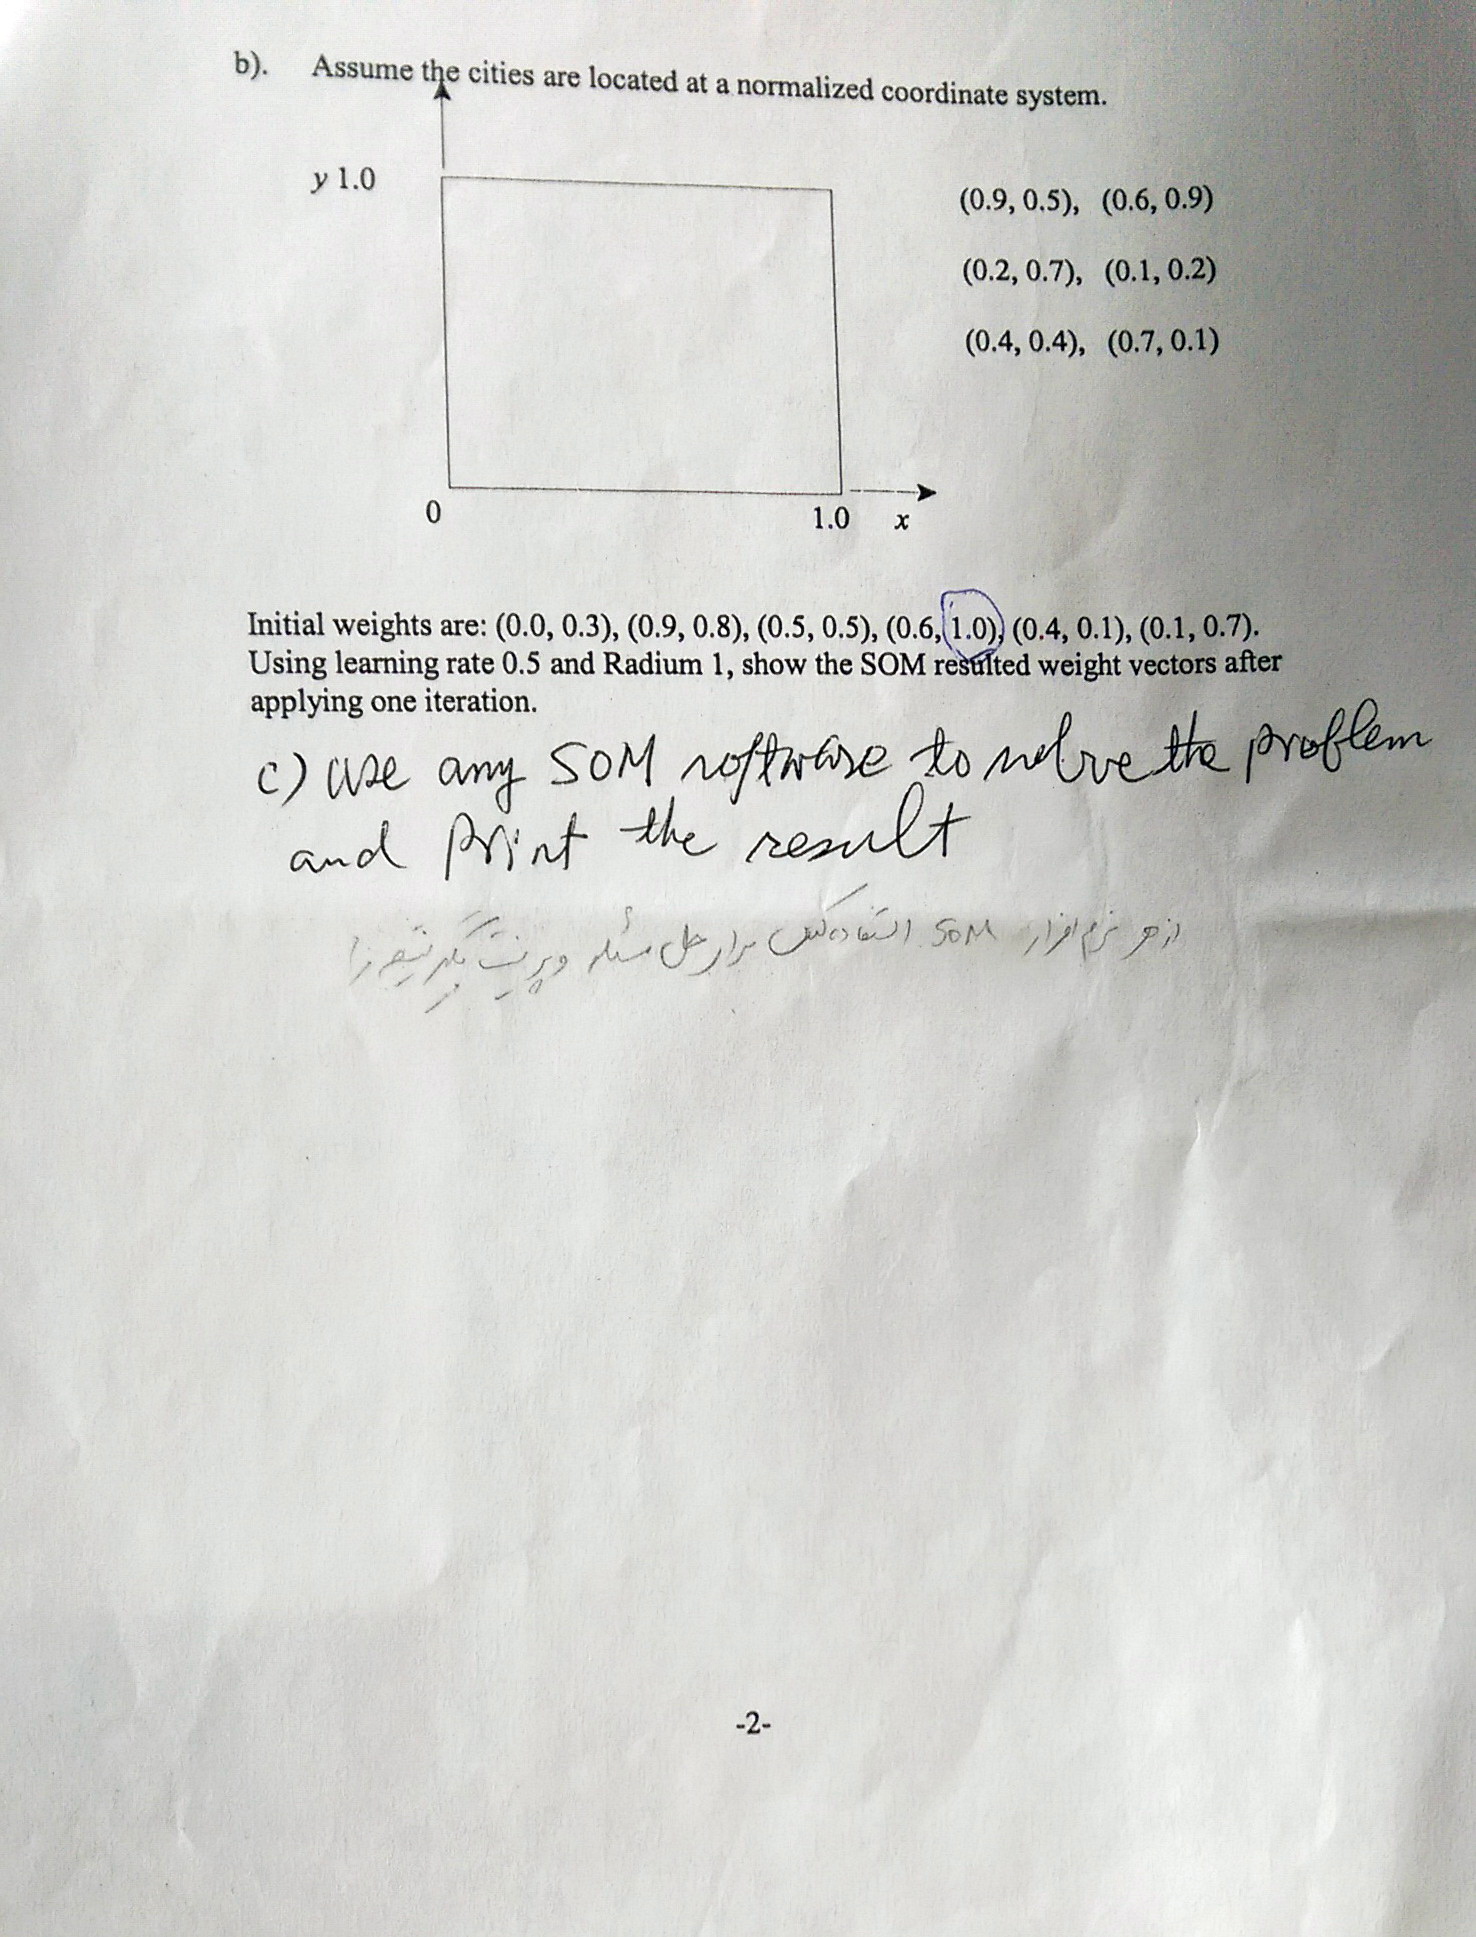 b). Assume the cities are located at a normalized coordinate system.
y 1.0
(0.9, 0.5), (0.6, 0.9)
(0.2, 0.7), (0.1, 0.2)
(0.4, 0.4), (0.7, 0.1)
0 1.0 x
Initial weights are: (0.0, 0.3), (0.9, 0.8), (0.5, 0.5), (0.6, 1.0), (0.4, 0.1), (0.1, 0.7).
Using learning rate 0.5 and Radium 1, show the SOM resulted weight vectors after
applying one iteration.
c) use any SOM software to solve the problem
and print the result
از هر نرم افزار SOM استفاده کنید برای حل مسئله و پرینت بگیر نتیجه را
-2-